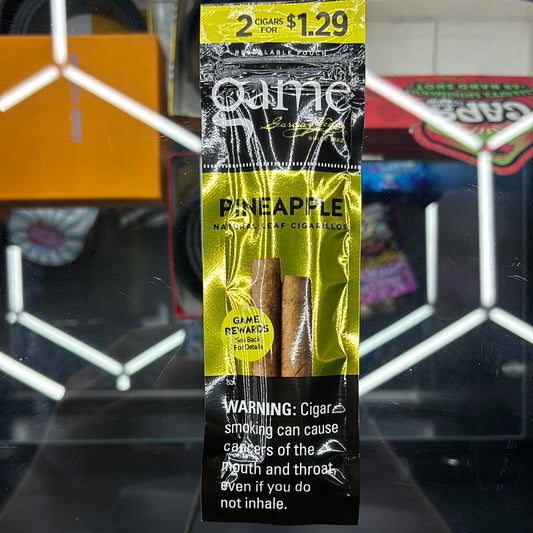 2 CIGARS FOR $1.29
RESEALABLE POUCH
game
Garcia y Vega
PINEAPPLE
NATURAL LEAF CIGARILLOS
GAME
REWARDS
See Back
For Details
WARNING: Cigar
smoking can cause
cancers of the
mouth and throat,
even if you do
not inhale.